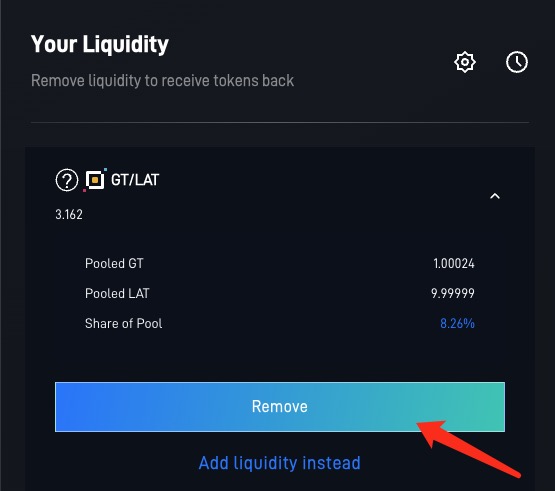 Your Liquidity
Remove liquidity to receive tokens back
GT/LAT
3.162
Pooled GT 1.00024
Pooled LAT 9.99999
Share of Pool 8.26%
Remove
Add liquidity instead